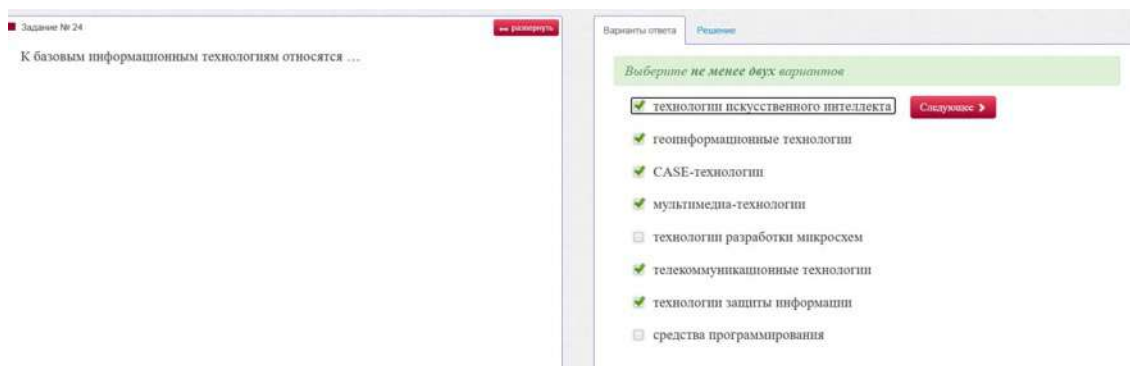 Задание № 24
развернуть
К базовым информационным технологиям относятся …
Варианты ответа
Решение
Выберите не менее двух вариантов
технологии искусственного интеллекта
Следующее
геоинформационные технологии
CASE-технологии
мультимедиа-технологии
технологии разработки микросхем
телекоммуникационные технологии
технологии защиты информации
средства программирования